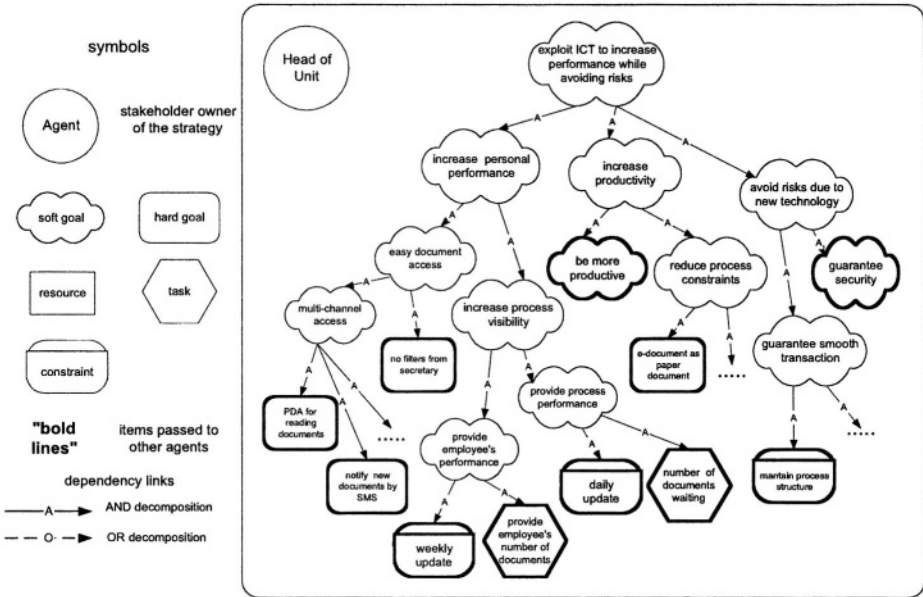 symbols
Agent
stakeholder owner
of the strategy
soft goal
hard goal
resource
task
constraint
"bold
lines"
items passed to
other agents
dependency links
A
AND decomposition
O
OR decomposition
Head of
Unit
exploit ICT to increase
performance while
avoiding risks
A
A
A
increase personal
performance
increase
productivity
avoid risks due to
new technology
A
A
A
A
A
A
easy document
access
be more
productive
reduce process
constraints
guarantee
security
A
A
A
A
multi-channel
access
increase process
visibility
no filters from
secretary
e-document as
paper document
.....
guarantee smooth
transaction
A
A
A
A
A
A
A
PDA for
reading documents
.....
notify new
documents by
SMS
provide process
performance
provide
employee's
performance
A
A
.....
A
A
daily
update
number of
documents
waiting
mantain process
structure
weekly
update
provide
employee's
number of
documents